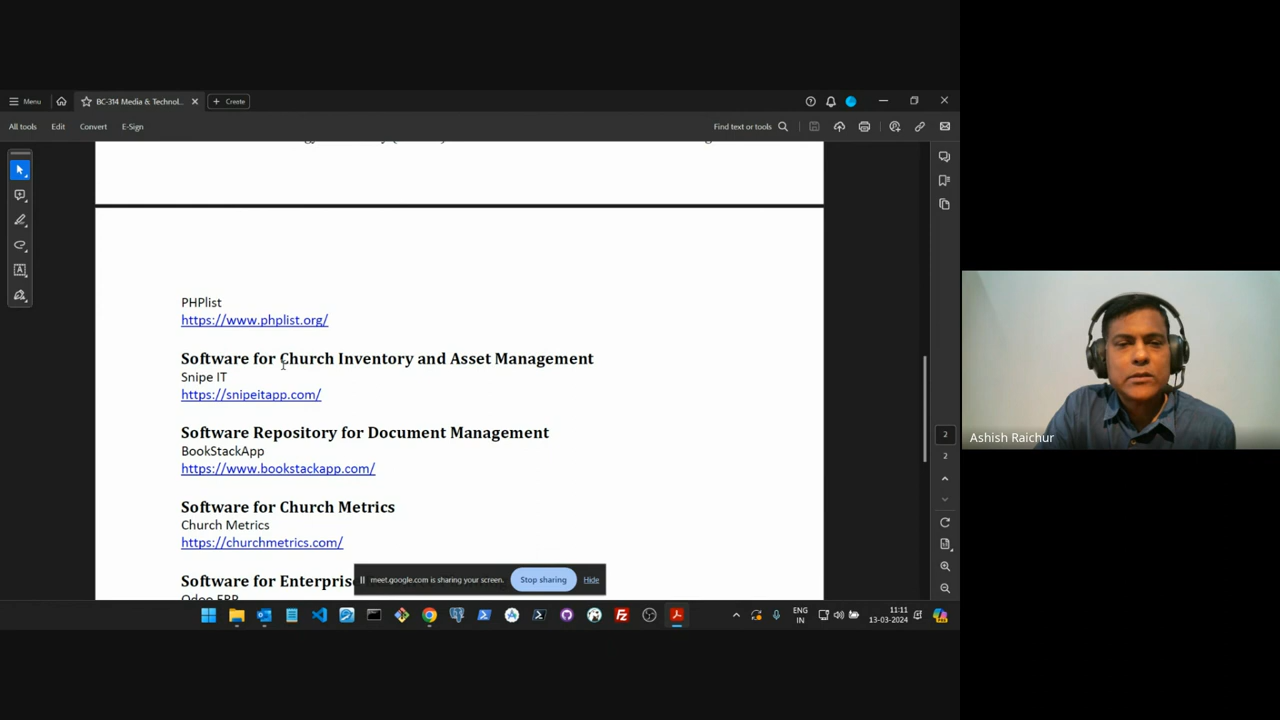 Menu
BC-314 Media & Technol...
Create
All tools
Edit
Convert
E-Sign
Find text or tools
PHPlist
https://www.phplist.org/
Software for Church Inventory and Asset Management
Snipe IT
https://snipeitapp.com/
Software Repository for Document Management
BookStackApp
https://www.bookstackapp.com/
Software for Church Metrics
Church Metrics
https://churchmetrics.com/
Software for Enterpris
meet.google.com is sharing your screen.
Stop sharing
Hide
2
2
ENG
IN
11:11
13-03-2024
Ashish Raichur